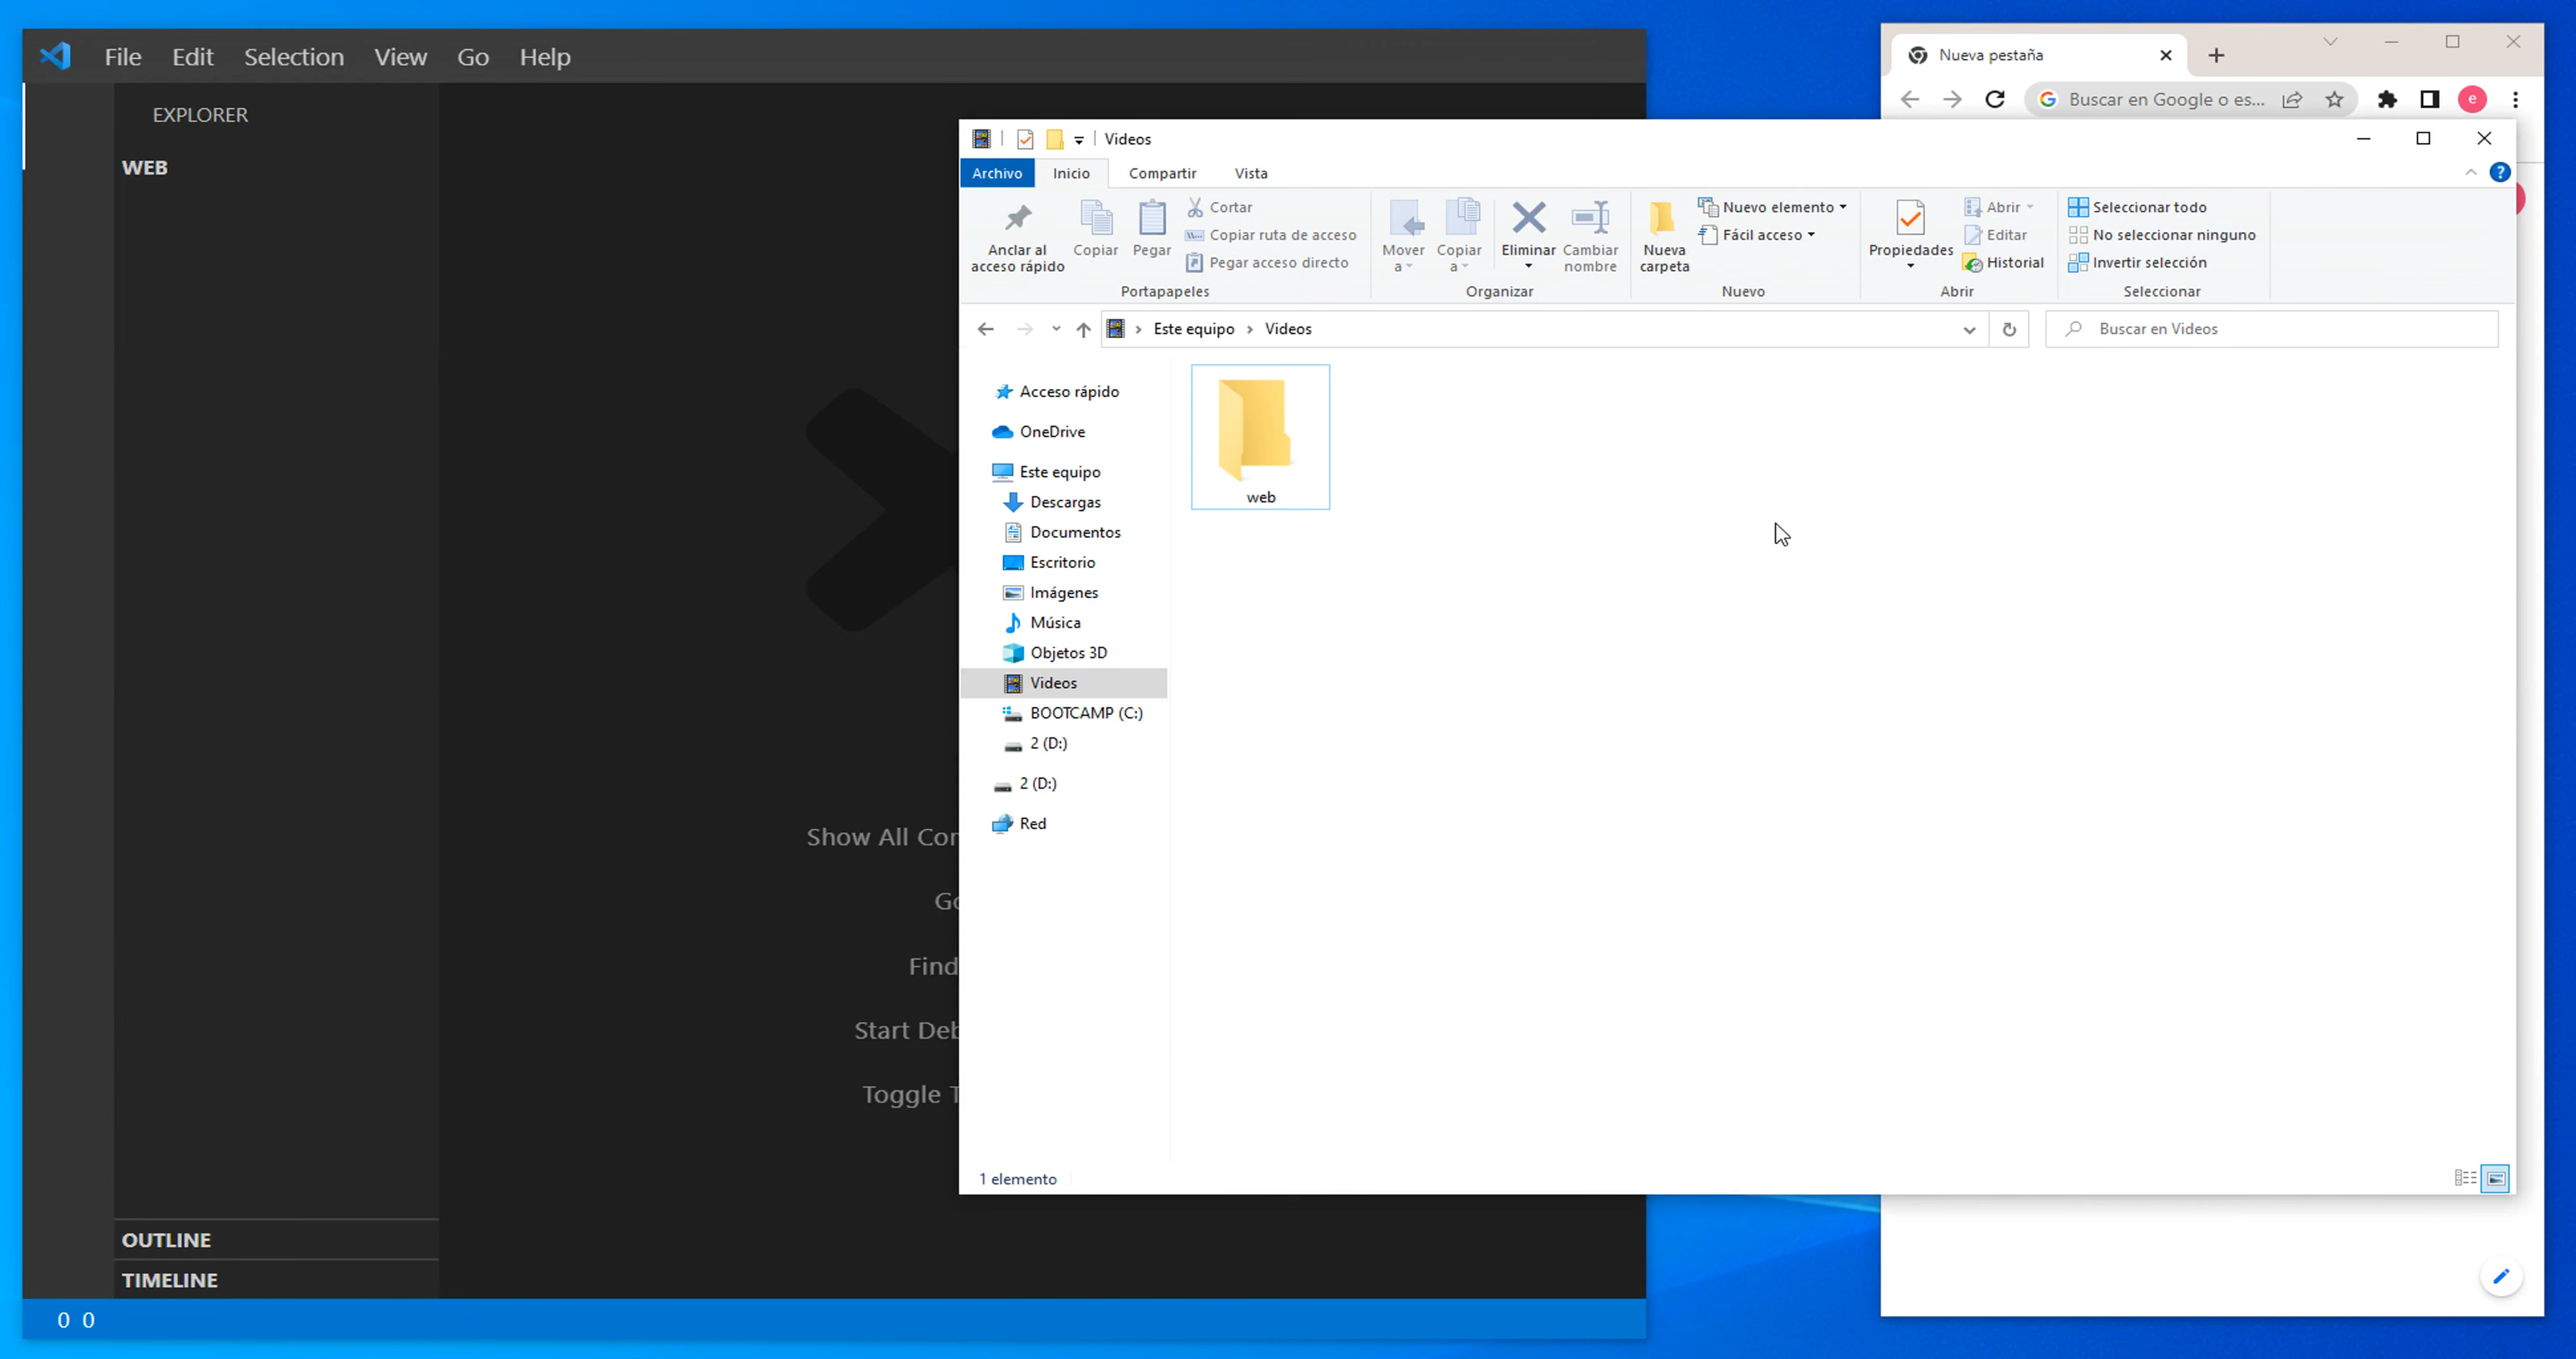 File Edit Selection View Go Help
EXPLORER
WEB
Show All Con
Go
Find
Start Deb
Toggle T
OUTLINE
TIMELINE
0 0
Nueva pestaña
Buscar en Google o es...
e
Videos
Archivo Inicio Compartir Vista
Anclar al
acceso rápido
Copiar
Pegar
Cortar
Copiar ruta de acceso
Pegar acceso directo
Portapapeles
Mover
a
Copiar
a
Eliminar
Cambiar
nombre
Organizar
Nueva
carpeta
Nuevo elemento
Fácil acceso
Nuevo
Propiedades
Abrir
Editar
Historial
Abrir
Seleccionar todo
No seleccionar ninguno
Invertir selección
Seleccionar
Este equipo › Videos
Buscar en Videos
Acceso rápido
OneDrive
Este equipo
Descargas
Documentos
Escritorio
Imágenes
Música
Objetos 3D
Videos
BOOTCAMP (C:)
2 (D:)
2 (D:)
Red
web
1 elemento